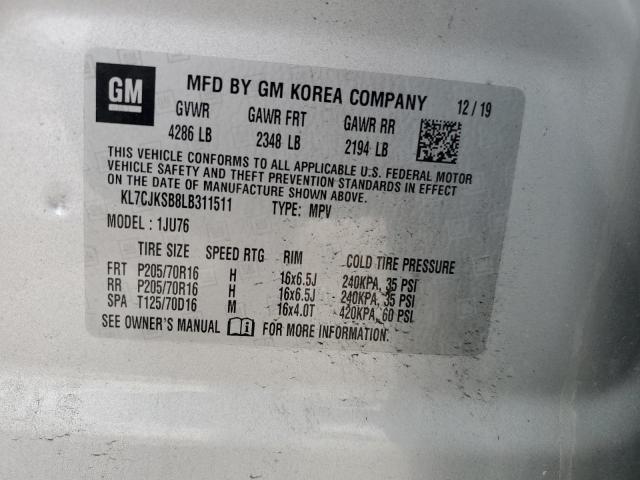 GM MFD BY GM KOREA COMPANY 12/19
GVWR GAWR FRT GAWR RR
4286 LB 2348 LB 2194 LB
THIS VEHICLE CONFORMS TO ALL APPLICABLE U.S. FEDERAL MOTOR
VEHICLE SAFETY AND THEFT PREVENTION STANDARDS IN EFFECT
ON THE DATE OF MANUFACTURE SHOWN ABOVE.
KL7CJKSB8LB311511 TYPE: MPV
MODEL: 1JU76
TIRE SIZE SPEED RTG RIM COLD TIRE PRESSURE
FRT P205/70R16 H 16x6.5J 240KPA, 35 PSI
RR P205/70R16 H 16x6.5J 240KPA, 35 PSI
SPA T125/70D16 M 16x4.0T 420KPA, 60 PSI
SEE OWNER'S MANUAL FOR MORE INFORMATION.